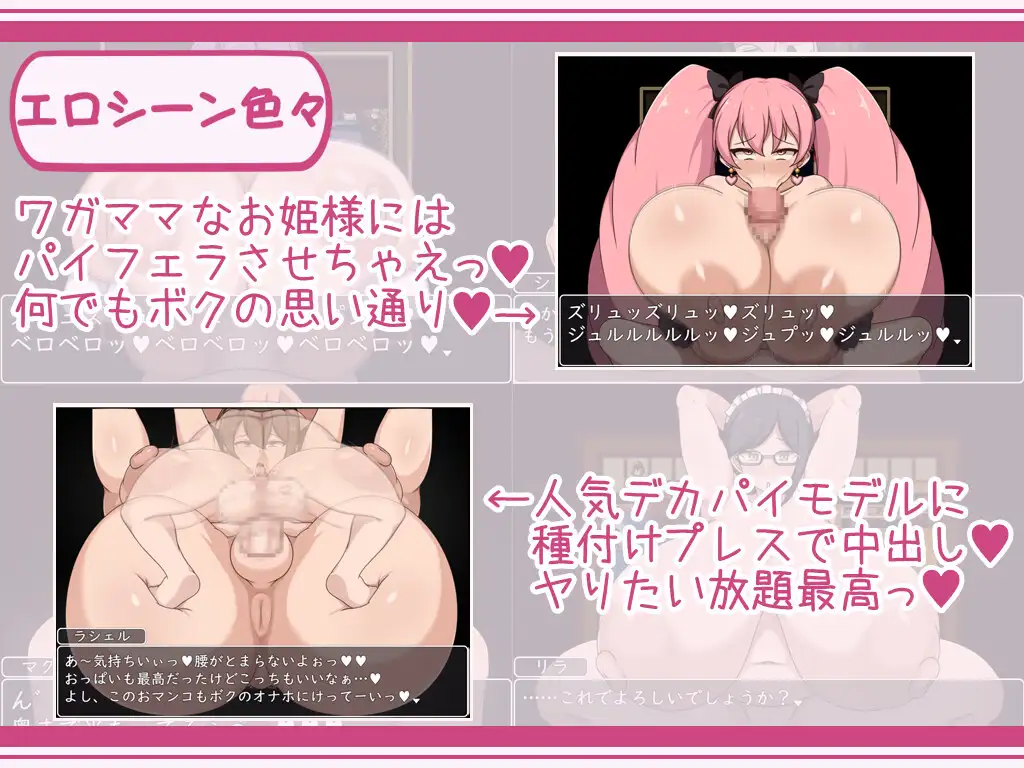 エロシーン色々
ワガママなお姫様には
パイフェラさせちゃえっ♥
何でもボクの思い通り♥→
ズリュッズリュッ♥ズリュッ♥
ジュルルルルルッ♥ジュプッ♥ジュルルッ♥
ベロベロッ♥ベロベロッ♥ベロベロッ♥
もう
←人気デカパイモデルに
種付けプレスで中出し♥
ヤりたい放題最高っ♥
ラシェル
あ～気持ちいぃっ♥腰がとまらないよぉっ♥♥
おっぱいも最高だったけどこっちもいいなぁ…♥
よし、このおマンコもボクのオナホにけってーいっ♥
マク
ん゛
リラ
……これでよろしいでしょうか？